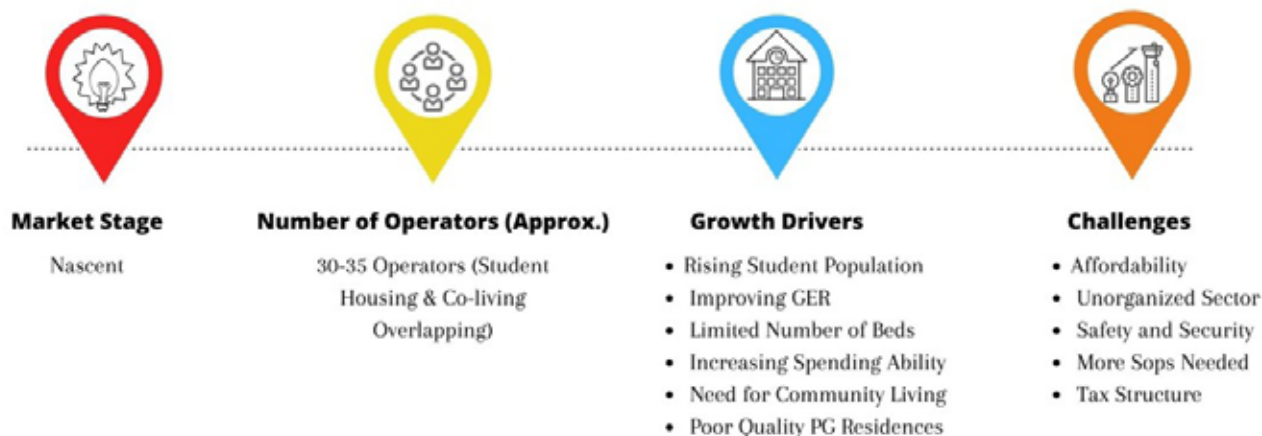 Market Stage
Nascent
Number of Operators (Approx.)
30-35 Operators (Student
Housing & Co-living
Overlapping)
Growth Drivers
• Rising Student Population
• Improving GER
• Limited Number of Beds
• Increasing Spending Ability
• Need for Community Living
• Poor Quality PG Residences
Challenges
• Affordability
• Unorganized Sector
• Safety and Security
• More Sops Needed
• Tax Structure